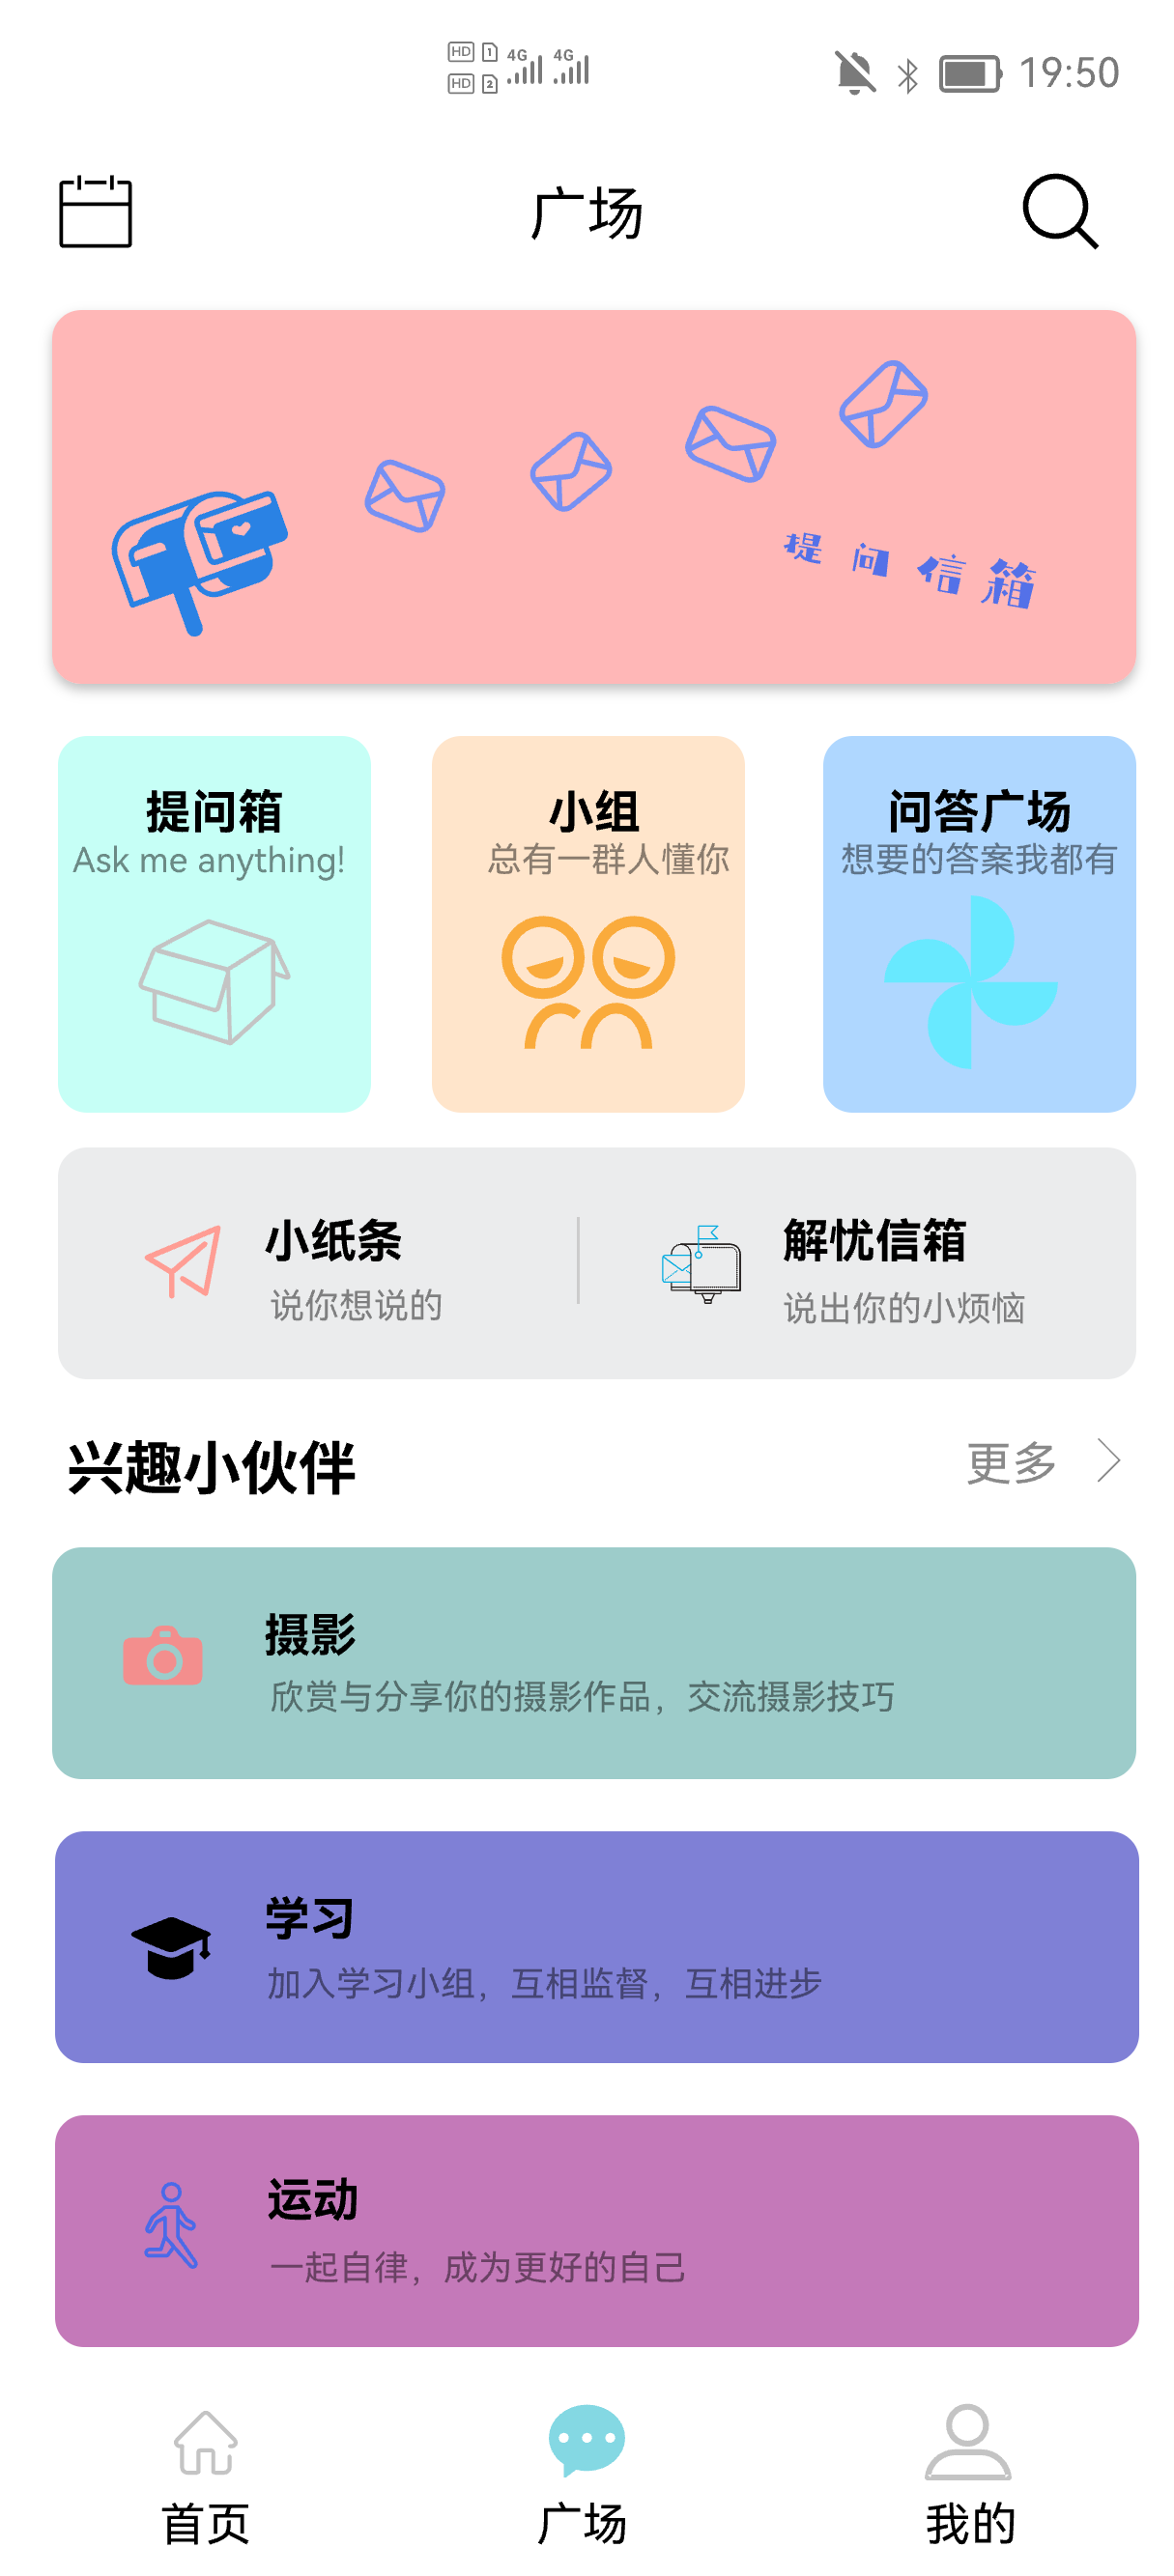 HD 1 4G 4G
HD 2
19:50
广场
提问信箱
提问箱
Ask me anything!
小组
总有一群人懂你
问答广场
想要的答案我都有
小纸条
说你想说的
解忧信箱
说出你的小烦恼
兴趣小伙伴
更多
摄影
欣赏与分享你的摄影作品，交流摄影技巧
学习
加入学习小组，互相监督，互相进步
运动
一起自律，成为更好的自己
首页
广场
我的